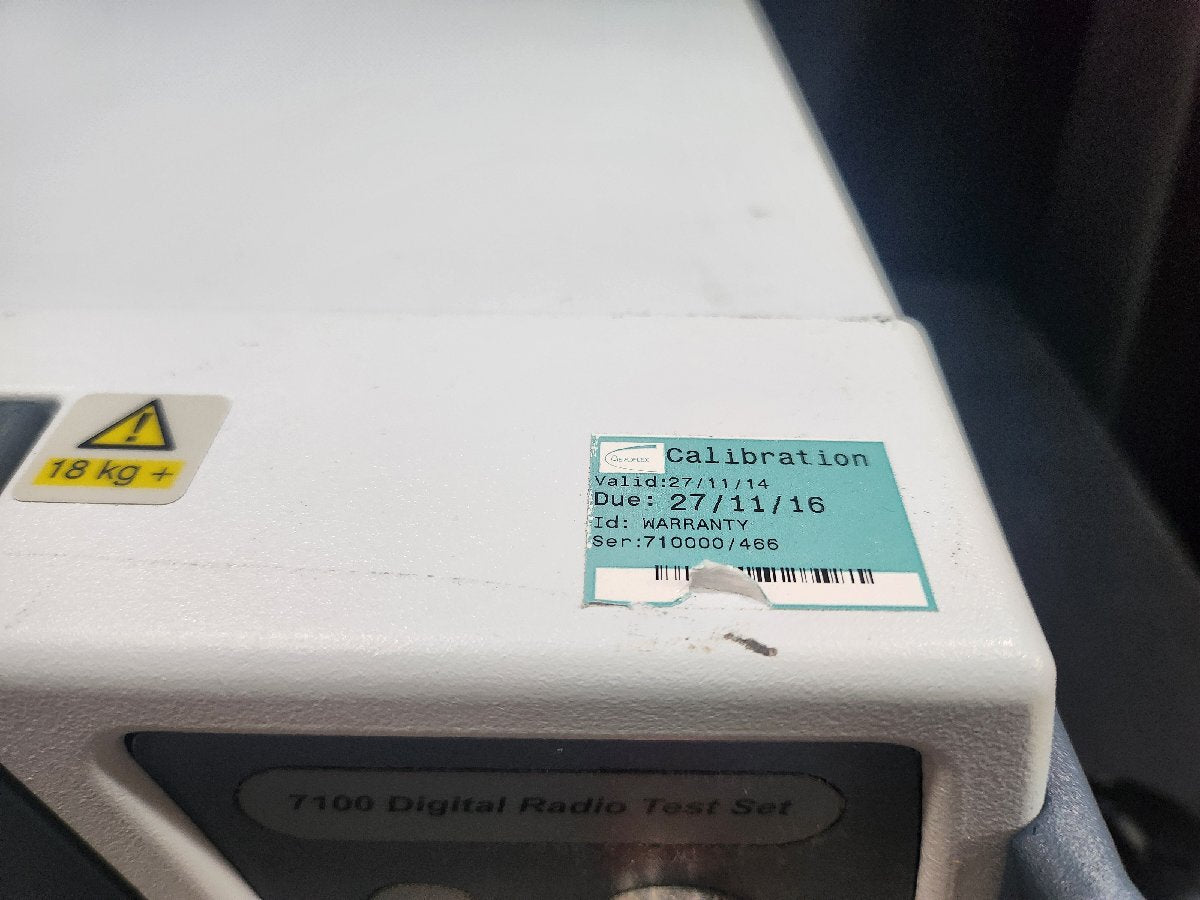 18 kg +
AEROFLEX
Calibration
Valid:27/11/14
Due: 27/11/16
Id: WARRANTY
Ser:710000/466
7100 Digital Radio Test Set